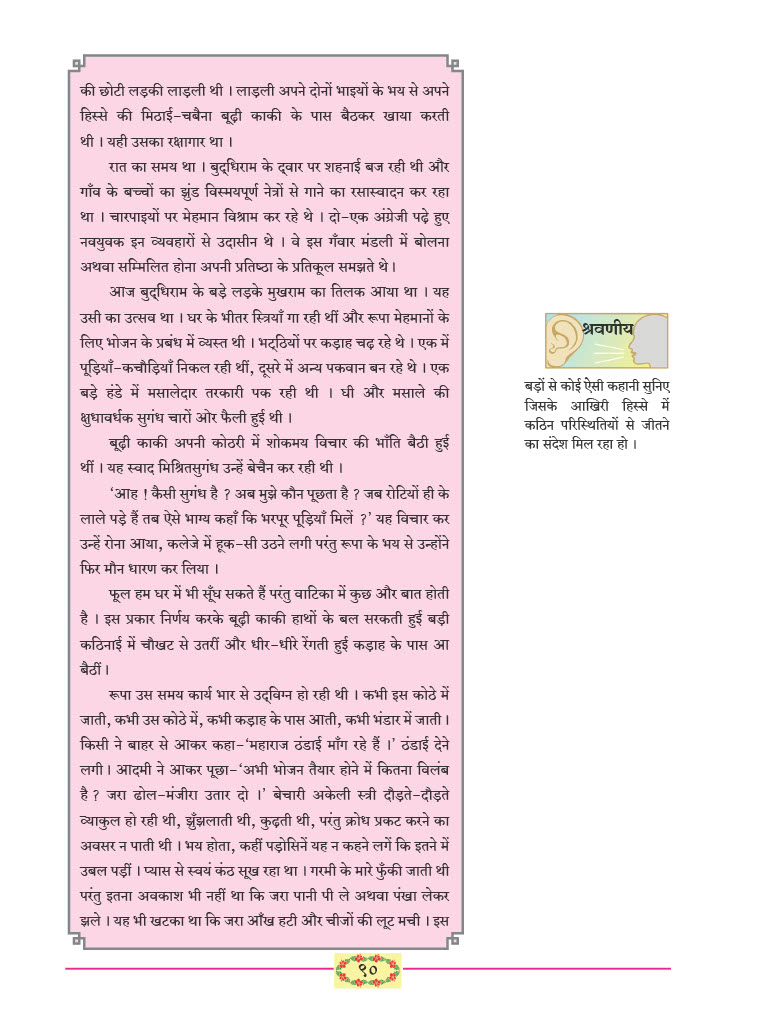 की छोटी लड़की लाड़ली थी । लाड़ली अपने दोनों भाइयों के भय से अपने
हिस्से की मिठाई-चबैना बूढ़ी काकी के पास बैठकर खाया करती
थी । यही उसका रक्षागार था ।
रात का समय था । बुद्धिराम के द्वार पर शहनाई बज रही थी और
गाँव के बच्चों का झुंड विस्मयपूर्ण नेत्रों से गाने का रसास्वादन कर रहा
था । चारपाइयों पर मेहमान विश्राम कर रहे थे । दो-एक अंग्रेजी पढ़े हुए
नवयुवक इन व्यवहारों से उदासीन थे । वे इस गँवार मंडली में बोलना
अथवा सम्मिलित होना अपनी प्रतिष्ठा के प्रतिकूल समझते थे ।
आज बुद्धिराम के बड़े लड़के मुखराम का तिलक आया था । यह
उसी का उत्सव था । घर के भीतर स्त्रियाँ गा रही थीं और रूपा मेहमानों के
लिए भोजन के प्रबंध में व्यस्त थी । भट्ठियों पर कड़ाह चढ़ रहे थे । एक में
पूड़ियाँ-कचौड़ियाँ निकल रही थीं, दूसरे में अन्य पकवान बन रहे थे । एक
बड़े हंडे में मसालेदार तरकारी पक रही थी । घी और मसाले की
क्षुधावर्धक सुगंध चारों ओर फैली हुई थी ।
बूढ़ी काकी अपनी कोठरी में शोकमय विचार की भाँति बैठी हुई
थीं । यह स्वाद मिश्रितसुगंध उन्हें बेचैन कर रही थी ।
‘आह ! कैसी सुगंध है ? अब मुझे कौन पूछता है ? जब रोटियों ही के
लाले पड़े हैं तब ऐसे भाग्य कहाँ कि भरपूर पूड़ियाँ मिलें ?’ यह विचार कर
उन्हें रोना आया, कलेजे में हूक-सी उठने लगी परंतु रूपा के भय से उन्होंने
फिर मौन धारण कर लिया ।
फूल हम घर में भी सूँघ सकते हैं परंतु वाटिका में कुछ और बात होती
है । इस प्रकार निर्णय करके बूढ़ी काकी हाथों के बल सरकती हुई बड़ी
कठिनाई में चौखट से उतरीं और धीर-धीरे रेंगती हुई कड़ाह के पास आ
बैठीं ।
रूपा उस समय कार्य भार से उद्विग्न हो रही थी । कभी इस कोठे में
जाती, कभी उस कोठे में, कभी कड़ाह के पास आती, कभी भंडार में जाती ।
किसी ने बाहर से आकर कहा-‘महाराज ठंडाई माँग रहे हैं ।’ ठंडाई देने
लगी । आदमी ने आकर पूछा-‘अभी भोजन तैयार होने में कितना विलंब
है ? जरा ढोल-मंजीरा उतार दो ।’ बेचारी अकेली स्त्री दौड़ते-दौड़ते
व्याकुल हो रही थी, झुँझलाती थी, कुढ़ती थी, परंतु क्रोध प्रकट करने का
अवसर न पाती थी । भय होता, कहीं पड़ोसिनें यह न कहने लगें कि इतने में
उबल पड़ीं । प्यास से स्वयं कंठ सूख रहा था । गरमी के मारे फुँकी जाती थी
परंतु इतना अवकाश भी नहीं था कि जरा पानी पी ले अथवा पंखा लेकर
झले । यह भी खटका था कि जरा आँख हटी और चीजों की लूट मची । इस
श्रवणीय
बड़ों से कोई ऐसी कहानी सुनिए
जिसके आखिरी हिस्से में
कठिन परिस्थितियों से जीतने
का संदेश मिल रहा हो ।
९०